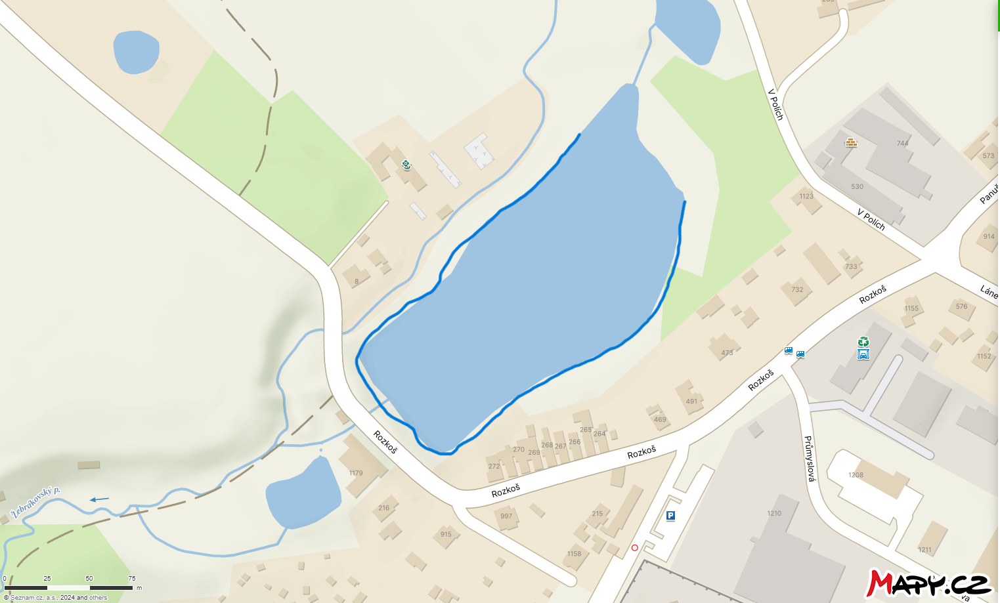 V Polích
744
573
530
1123
V Polích
Panuš
914
8
733
732
Rozkoš
Láne
1155
576
473
1152
Rozkoš
491
469
Rozkoš
265
264
266
267
268
270
269
272
Rozkoš
Rozkoš
Průmyslová
1179
1208
Žebrákovský p.
216
997
215
1210
915
1211
1158
0 25 50 75 m
© Seznam.cz, a.s., 2024 and others
MAPY.CZ